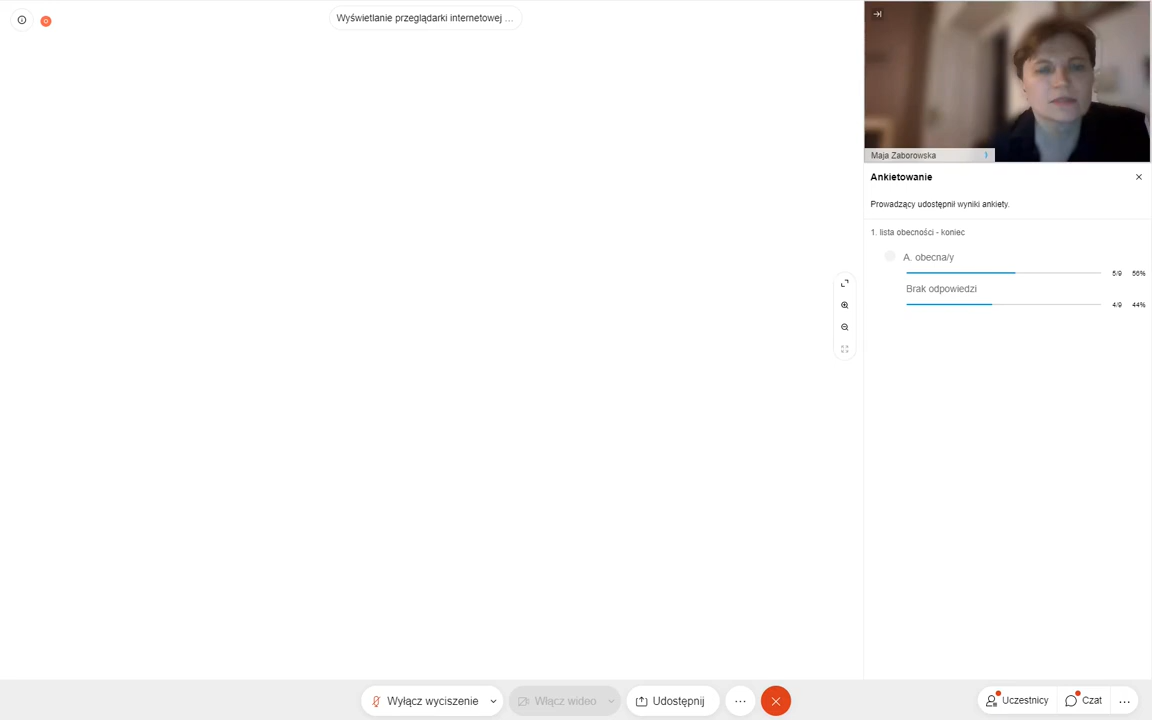 Wyświetlanie przeglądarki internetowej ...
Maja Zaborowska
Ankietowanie
Prowadzący udostępnił wyniki ankiety.
1. lista obecności - koniec
A. obecna/y
5/9 56%
Brak odpowiedzi
4/9 44%
Wyłącz wyciszenie
Włącz wideo
Udostępnij
Uczestnicy
Czat